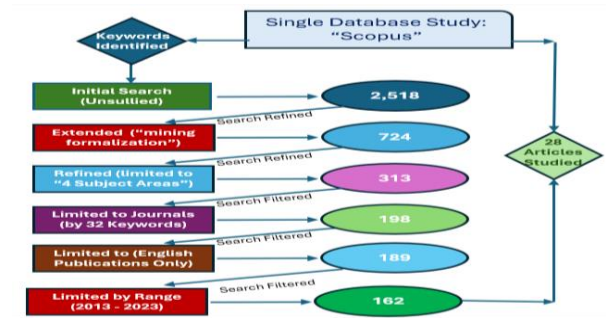 Single Database Study:
"Scopus"
Keywords
Identified
Initial Search
(Unsullied)
2,518
Search Refined
Extended ("mining
formalization")
724
Search Refined
28
Articles
Studied
Refined (limited to
"4 Subject Areas")
313
Search Filtered
Limited to Journals
(by 32 Keywords)
198
Search Filtered
Limited to (English
Publications Only)
189
Search Filtered
Limited by Range
(2013 - 2023)
162